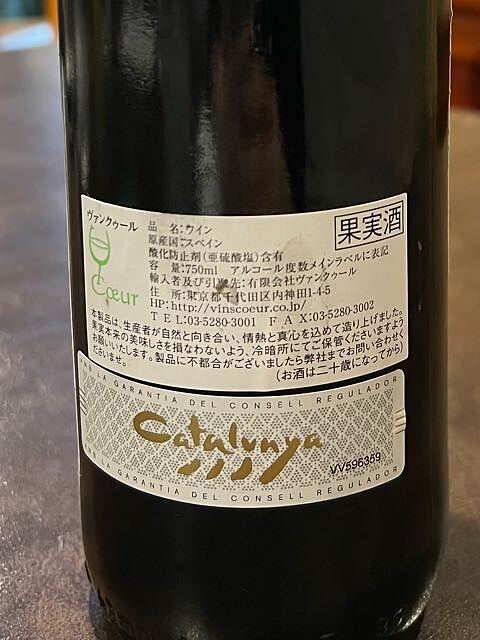 ヴァンクゥール
Cœur
果実酒
品　名：ワイン
原産国：スペイン
酸化防止剤（亜硫酸塩）含有
容　量：750ml　アルコール度数メインラベルに表記
輸入者及び引取先：有限会社ヴァンクゥール
住　所：東京都千代田区内神田1-4-5
HP：http://vinscoeur.co.jp/
TEL：03-5280-3001　FAX：03-5280-3002
本製品は、生産者が自然と向き合い、情熱と真心を込めて造り上げました。
果実本来の美味しさを損なわないよう、冷暗所にてご保管くださいますよう
お願いいたします。製品に不都合がございましたら弊社までお問い合わせく
ださいませ。
（お酒は二十歳になってから）
AMB LA GARANTIA DEL CONSELL REGULADOR
Catalunya
VV596359
AMB LA GARANTIA DEL CONSELL REGULADOR